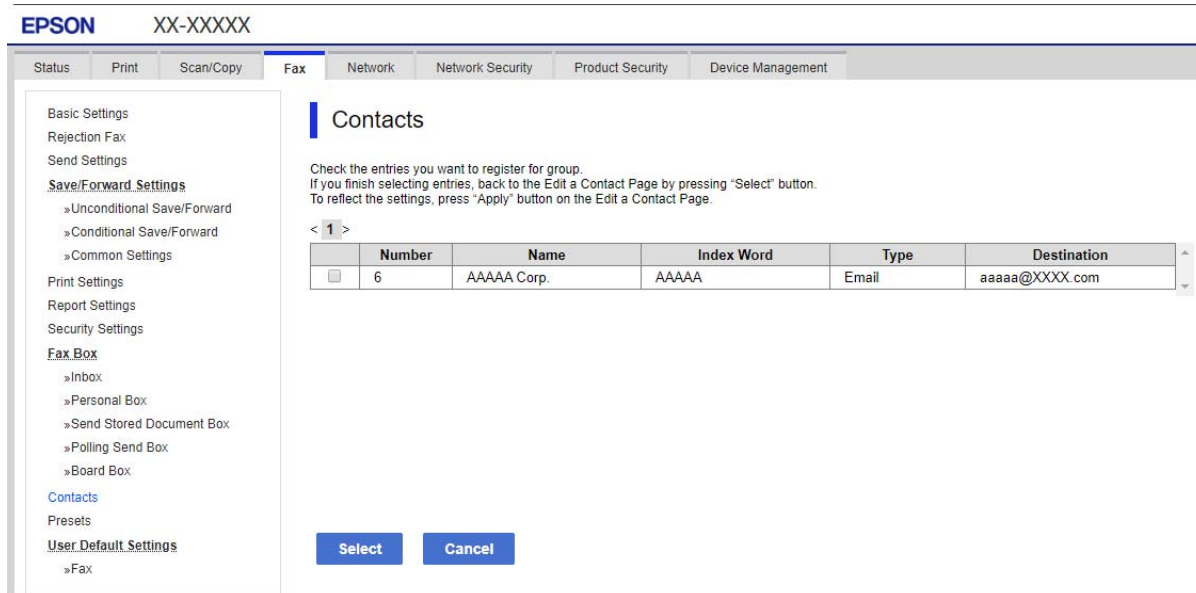 EPSON XX-XXXXX
Status Print Scan/Copy Fax Network Network Security Product Security Device Management
Basic Settings
Rejection Fax
Send Settings
Save/Forward Settings
»Unconditional Save/Forward
»Conditional Save/Forward
»Common Settings
Print Settings
Report Settings
Security Settings
Fax Box
»Inbox
»Personal Box
»Send Stored Document Box
»Polling Send Box
»Board Box
Contacts
Presets
User Default Settings
»Fax
Contacts
Check the entries you want to register for group.
If you finish selecting entries, back to the Edit a Contact Page by pressing “Select” button.
To reflect the settings, press “Apply” button on the Edit a Contact Page.
< 1 >
Number Name Index Word Type Destination
6 AAAAA Corp. AAAAA Email aaaaa@XXXX.com
Select Cancel